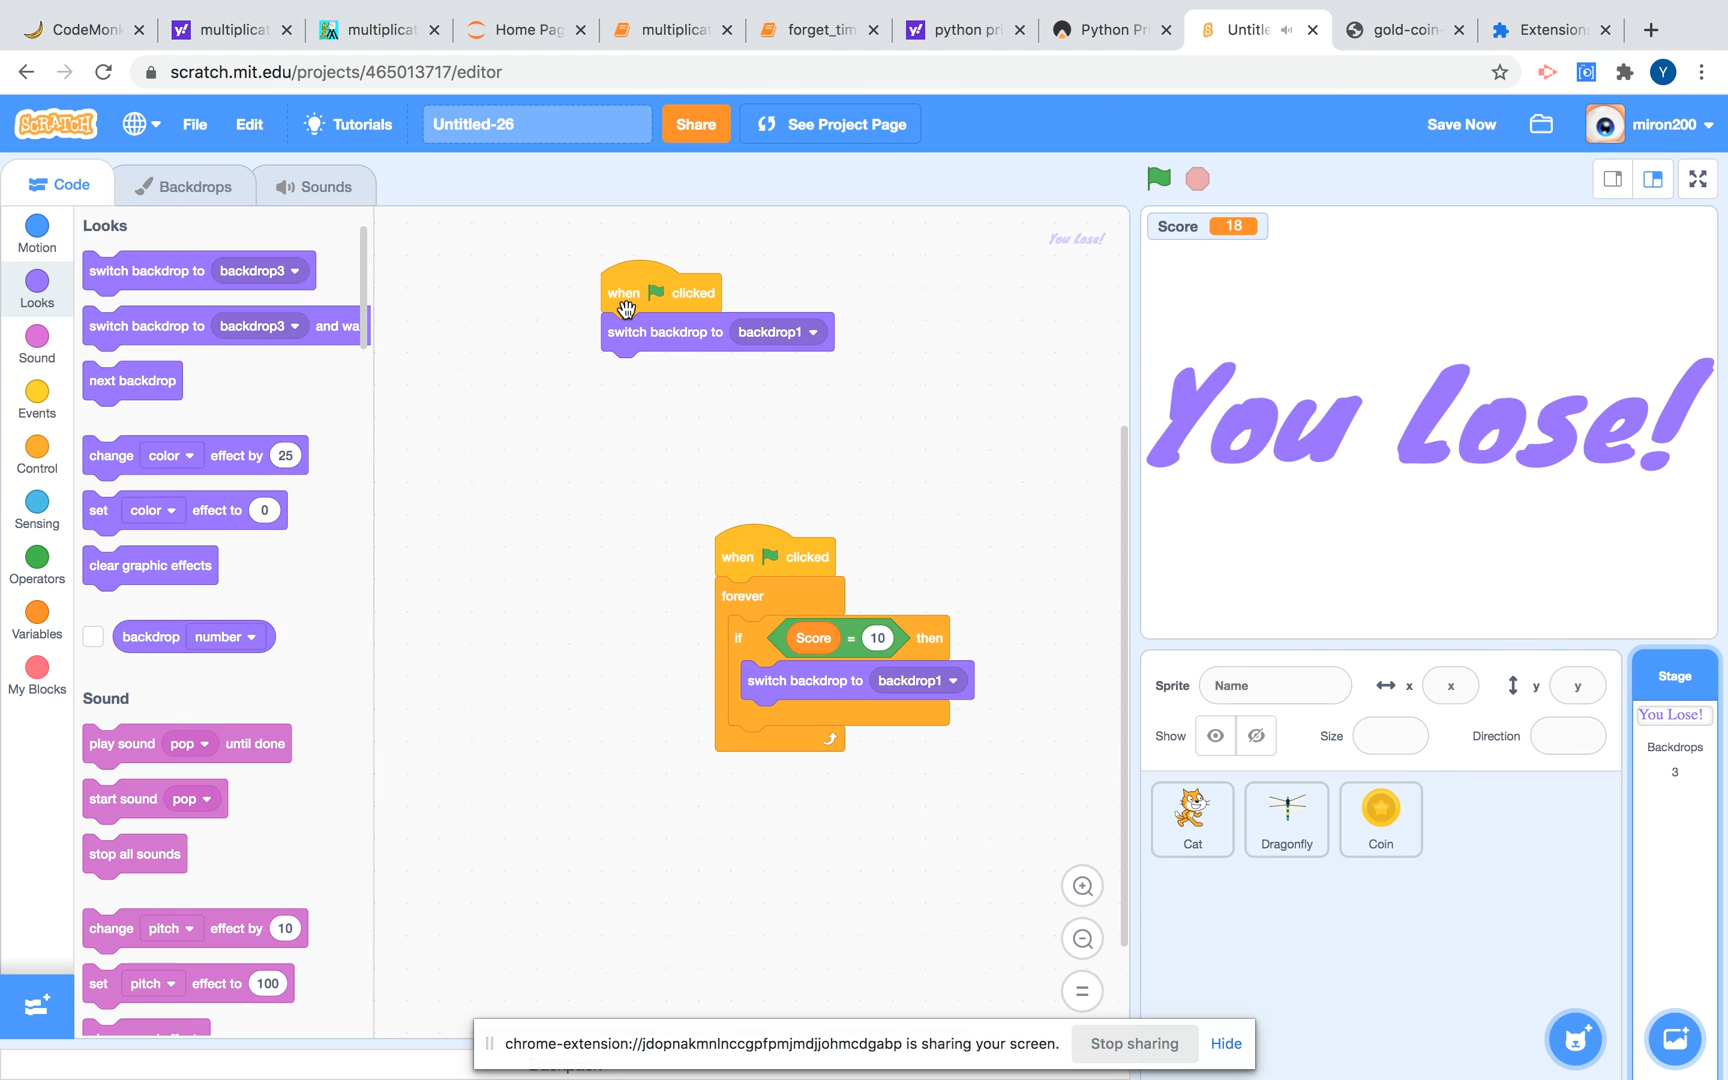 CodeMonk
multiplicat
multiplicat
Home Pag
multiplicat
forget_tim
python pri
Python Pri
Untitle
gold-coin-
Extension
scratch.mit.edu/projects/465013717/editor
Y
SCRATCH
File
Edit
Tutorials
Untitled-26
Share
See Project Page
Save Now
miron200
Code
Backdrops
Sounds
Motion
Looks
Sound
Events
Control
Sensing
Operators
Variables
My Blocks
Looks
switch backdrop to backdrop3
switch backdrop to backdrop3 and wa
next backdrop
change color effect by 25
set color effect to 0
clear graphic effects
backdrop number
Sound
play sound pop until done
start sound pop
stop all sounds
change pitch effect by 10
set pitch effect to 100
You Lose!
when clicked
switch backdrop to backdrop1
when clicked
forever
if Score = 10 then
switch backdrop to backdrop1
Score 18
You Lose!
Sprite Name x x y y
Show Size Direction
Cat
Dragonfly
Coin
Stage
You Lose!
Backdrops
3
chrome-extension://jdopnakmnlnccgpfpmjmdjjohmcdgabp is sharing your screen. Stop sharing Hide